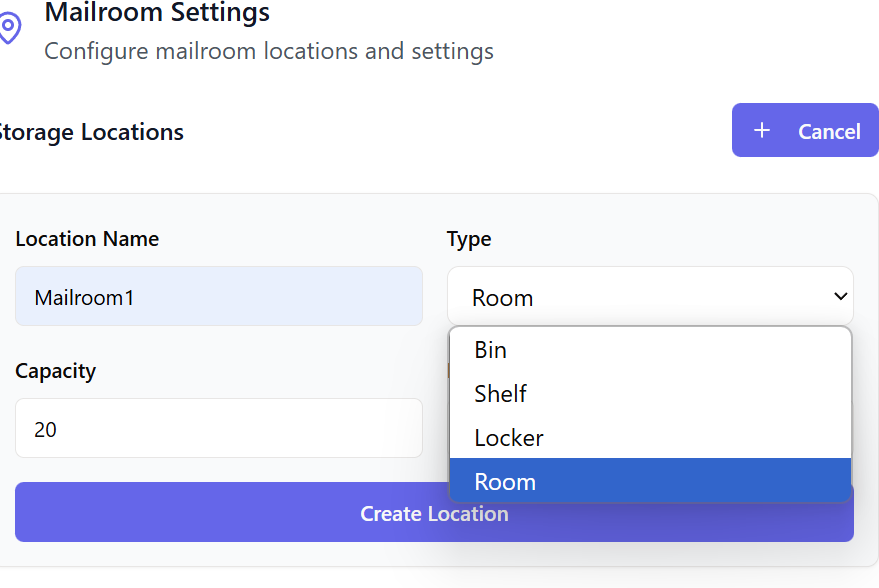 Mailroom Settings
Configure mailroom locations and settings
Storage Locations
+ Cancel
Location Name
Type
Mailroom1
Room
Bin
Shelf
Locker
Room
Capacity
20
Create Location